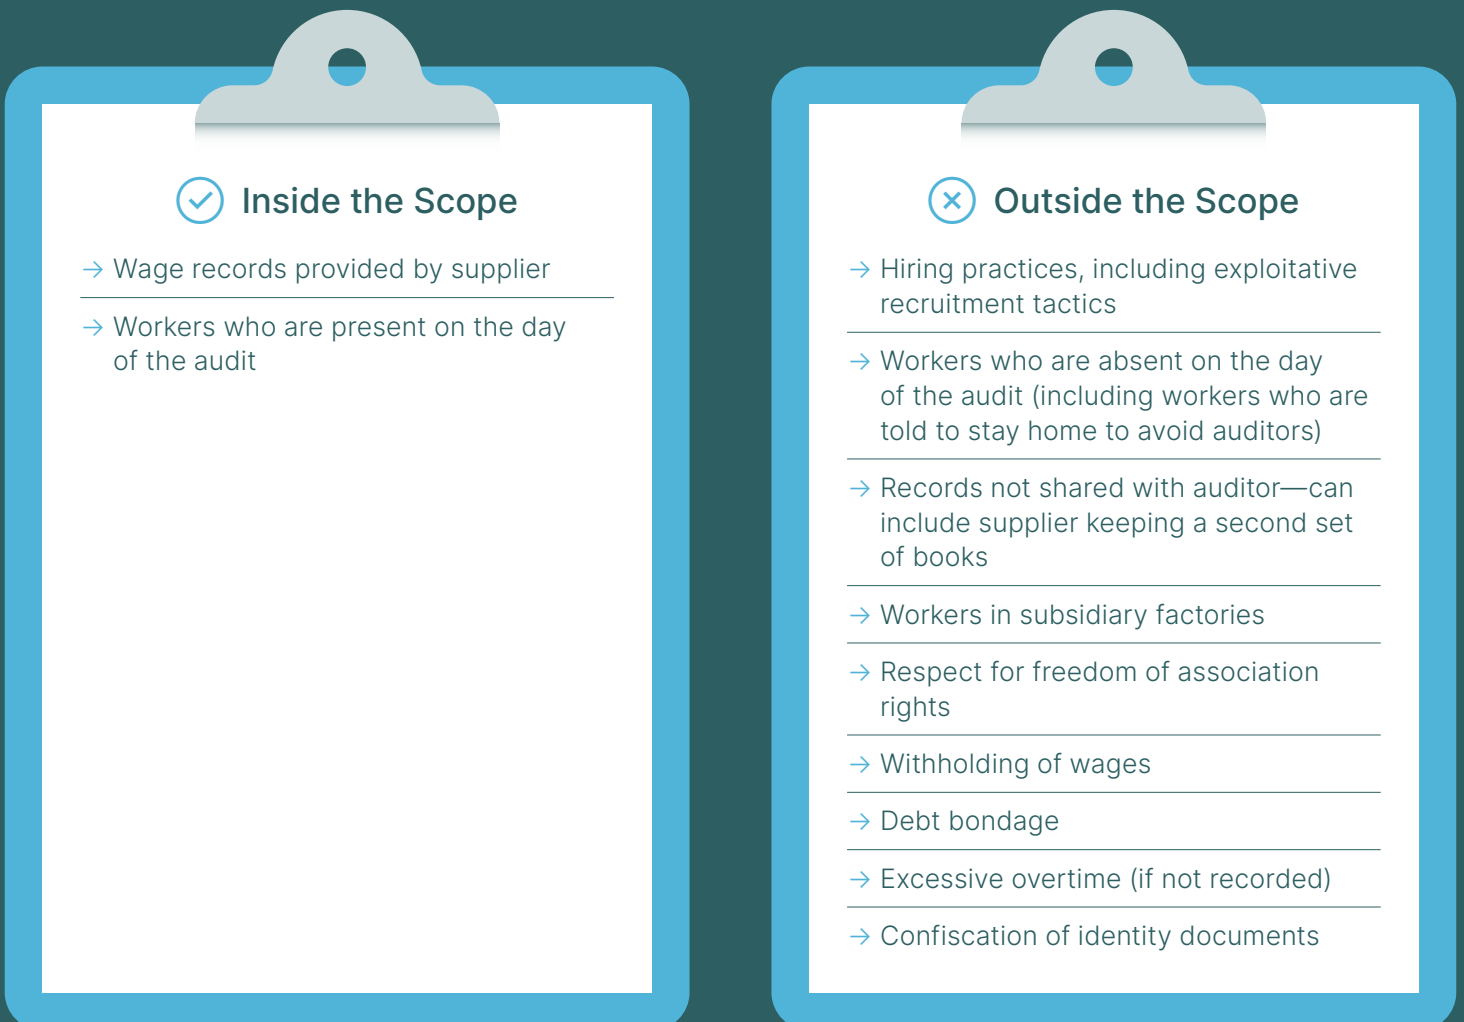 Inside the Scope
→ Wage records provided by supplier
→ Workers who are present on the day
of the audit
Outside the Scope
→ Hiring practices, including exploitative
recruitment tactics
→ Workers who are absent on the day
of the audit (including workers who are
told to stay home to avoid auditors)
→ Records not shared with auditor—can
include supplier keeping a second set
of books
→ Workers in subsidiary factories
→ Respect for freedom of association
rights
→ Withholding of wages
→ Debt bondage
→ Excessive overtime (if not recorded)
→ Confiscation of identity documents